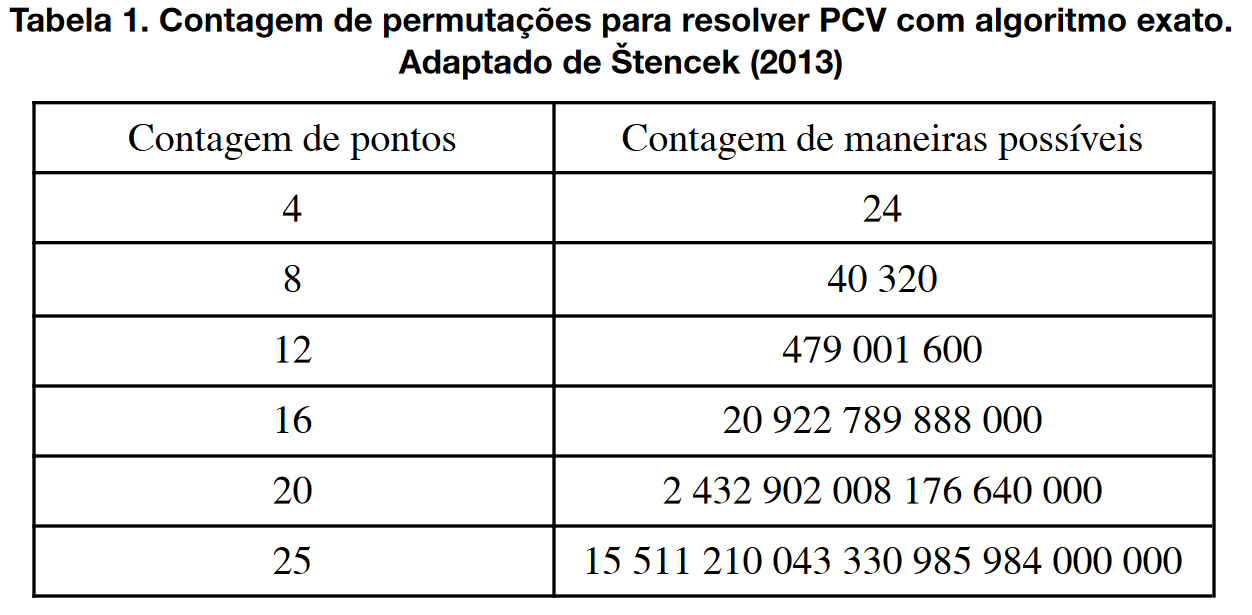 Tabela 1. Contagem de permutações para resolver PCV com algoritmo exato.
Adaptado de Štencek (2013)
Contagem de pontos Contagem de maneiras possíveis
4 24
8 40 320
12 479 001 600
16 20 922 789 888 000
20 2 432 902 008 176 640 000
25 15 511 210 043 330 985 984 000 000